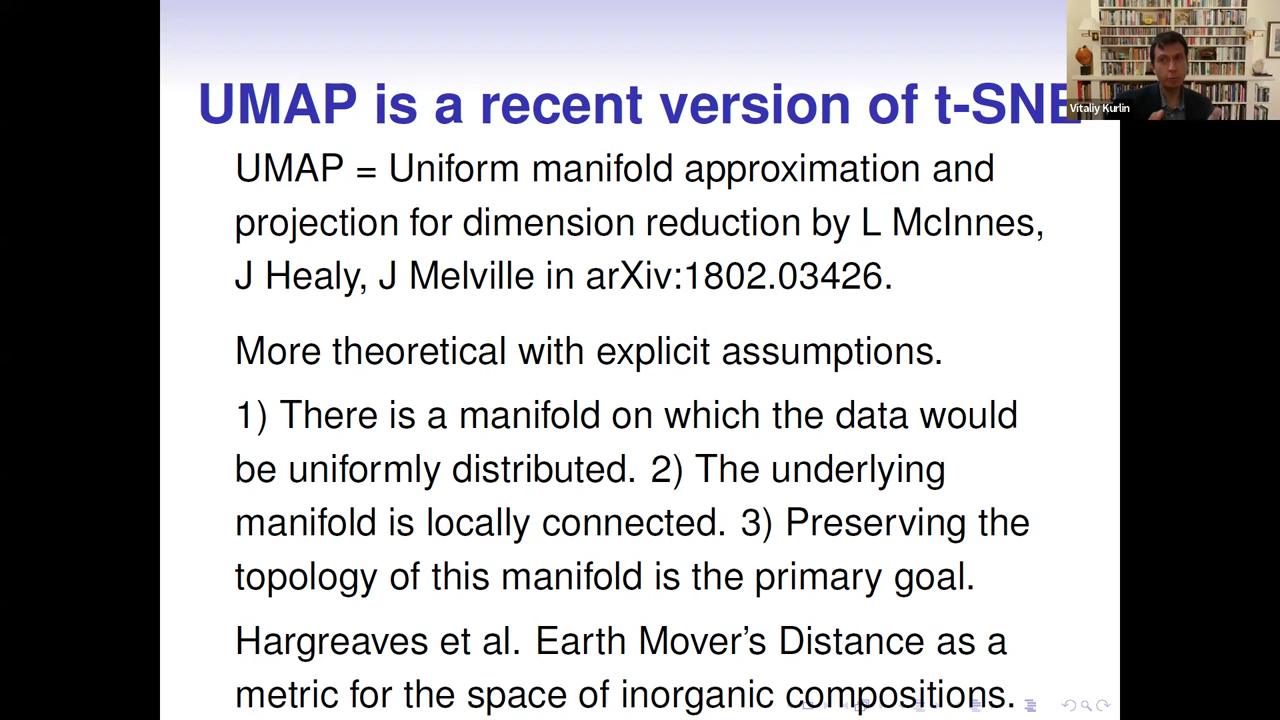 UMAP is a recent version of t-SNE
Vitaliy Kurlin
UMAP = Uniform manifold approximation and
projection for dimension reduction by L McInnes,
J Healy, J Melville in arXiv:1802.03426.
More theoretical with explicit assumptions.
1) There is a manifold on which the data would
be uniformly distributed. 2) The underlying
manifold is locally connected. 3) Preserving the
topology of this manifold is the primary goal.
Hargreaves et al. Earth Mover's Distance as a
metric for the space of inorganic compositions.